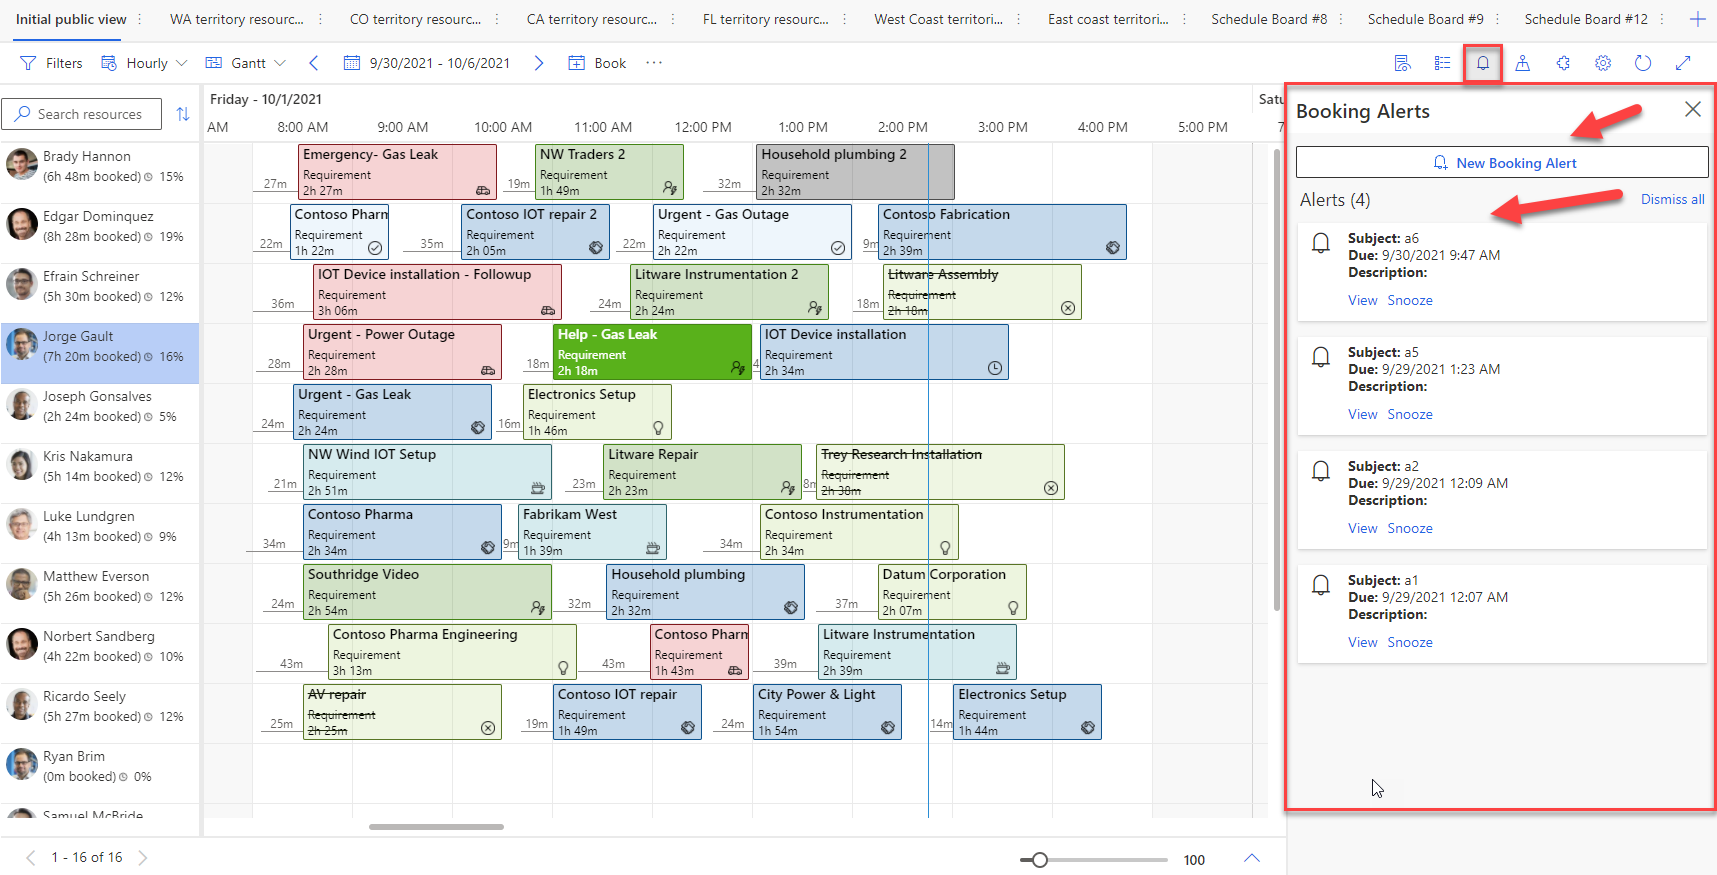 Initial public view
WA territory resourc...
CO territory resourc...
CA territory resourc...
FL territory resourc...
West Coast territori...
East coast territori...
Schedule Board #8
Schedule Board #9
Schedule Board #12
Filters
Hourly
Gantt
9/30/2021 - 10/6/2021
Book
Search resources
Friday - 10/1/2021
Satu
AM
8:00 AM
9:00 AM
10:00 AM
11:00 AM
12:00 PM
1:00 PM
2:00 PM
3:00 PM
4:00 PM
5:00 PM
7
Brady Hannon
(6h 48m booked) 15%
27m
Emergency- Gas Leak
Requirement
2h 27m
19m
NW Traders 2
Requirement
1h 49m
32m
Household plumbing 2
Requirement
2h 32m
Edgar Dominquez
(8h 28m booked) 19%
22m
Contoso Pharm
Requirement
1h 22m
35m
Contoso IOT repair 2
Requirement
2h 05m
22m
Urgent - Gas Outage
Requirement
2h 22m
9m
Contoso Fabrication
Requirement
2h 39m
Efrain Schreiner
(5h 30m booked) 12%
36m
IOT Device installation - Followup
Requirement
3h 06m
24m
Litware Instrumentation 2
Requirement
2h 24m
18m
Litware Assembly
Requirement
2h 18m
Jorge Gault
(7h 20m booked) 16%
28m
Urgent - Power Outage
Requirement
2h 28m
18m
Help - Gas Leak
Requirement
2h 18m
4
IOT Device installation
Requirement
2h 34m
Joseph Gonsalves
(2h 24m booked) 5%
24m
Urgent - Gas Leak
Requirement
2h 24m
16m
Electronics Setup
Requirement
1h 46m
Kris Nakamura
(5h 14m booked) 12%
21m
NW Wind IOT Setup
Requirement
2h 51m
23m
Litware Repair
Requirement
2h 23m
8m
Trey Research Installation
Requirement
2h 38m
Luke Lundgren
(4h 13m booked) 9%
34m
Contoso Pharma
Requirement
2h 34m
9m
Fabrikam West
Requirement
1h 39m
34m
Contoso Instrumentation
Requirement
2h 34m
Matthew Everson
(5h 26m booked) 12%
24m
Southridge Video
Requirement
2h 54m
32m
Household plumbing
Requirement
2h 32m
37m
Datum Corporation
Requirement
2h 07m
Norbert Sandberg
(4h 22m booked) 10%
43m
Contoso Pharma Engineering
Requirement
3h 13m
43m
Contoso Pharm
Requirement
1h 43m
39m
Litware Instrumentation
Requirement
2h 39m
Ricardo Seely
(5h 27m booked) 12%
25m
AV repair
Requirement
2h 25m
19m
Contoso IOT repair
Requirement
1h 49m
24m
City Power & Light
Requirement
1h 54m
14m
Electronics Setup
Requirement
1h 44m
Ryan Brim
(0m booked) 0%
Samuel McBride
1 - 16 of 16
100
Booking Alerts
New Booking Alert
Alerts (4)
Dismiss all
Subject: a6
Due: 9/30/2021 9:47 AM
Description:
View Snooze
Subject: a5
Due: 9/29/2021 1:23 AM
Description:
View Snooze
Subject: a2
Due: 9/29/2021 12:09 AM
Description:
View Snooze
Subject: a1
Due: 9/29/2021 12:07 AM
Description:
View Snooze